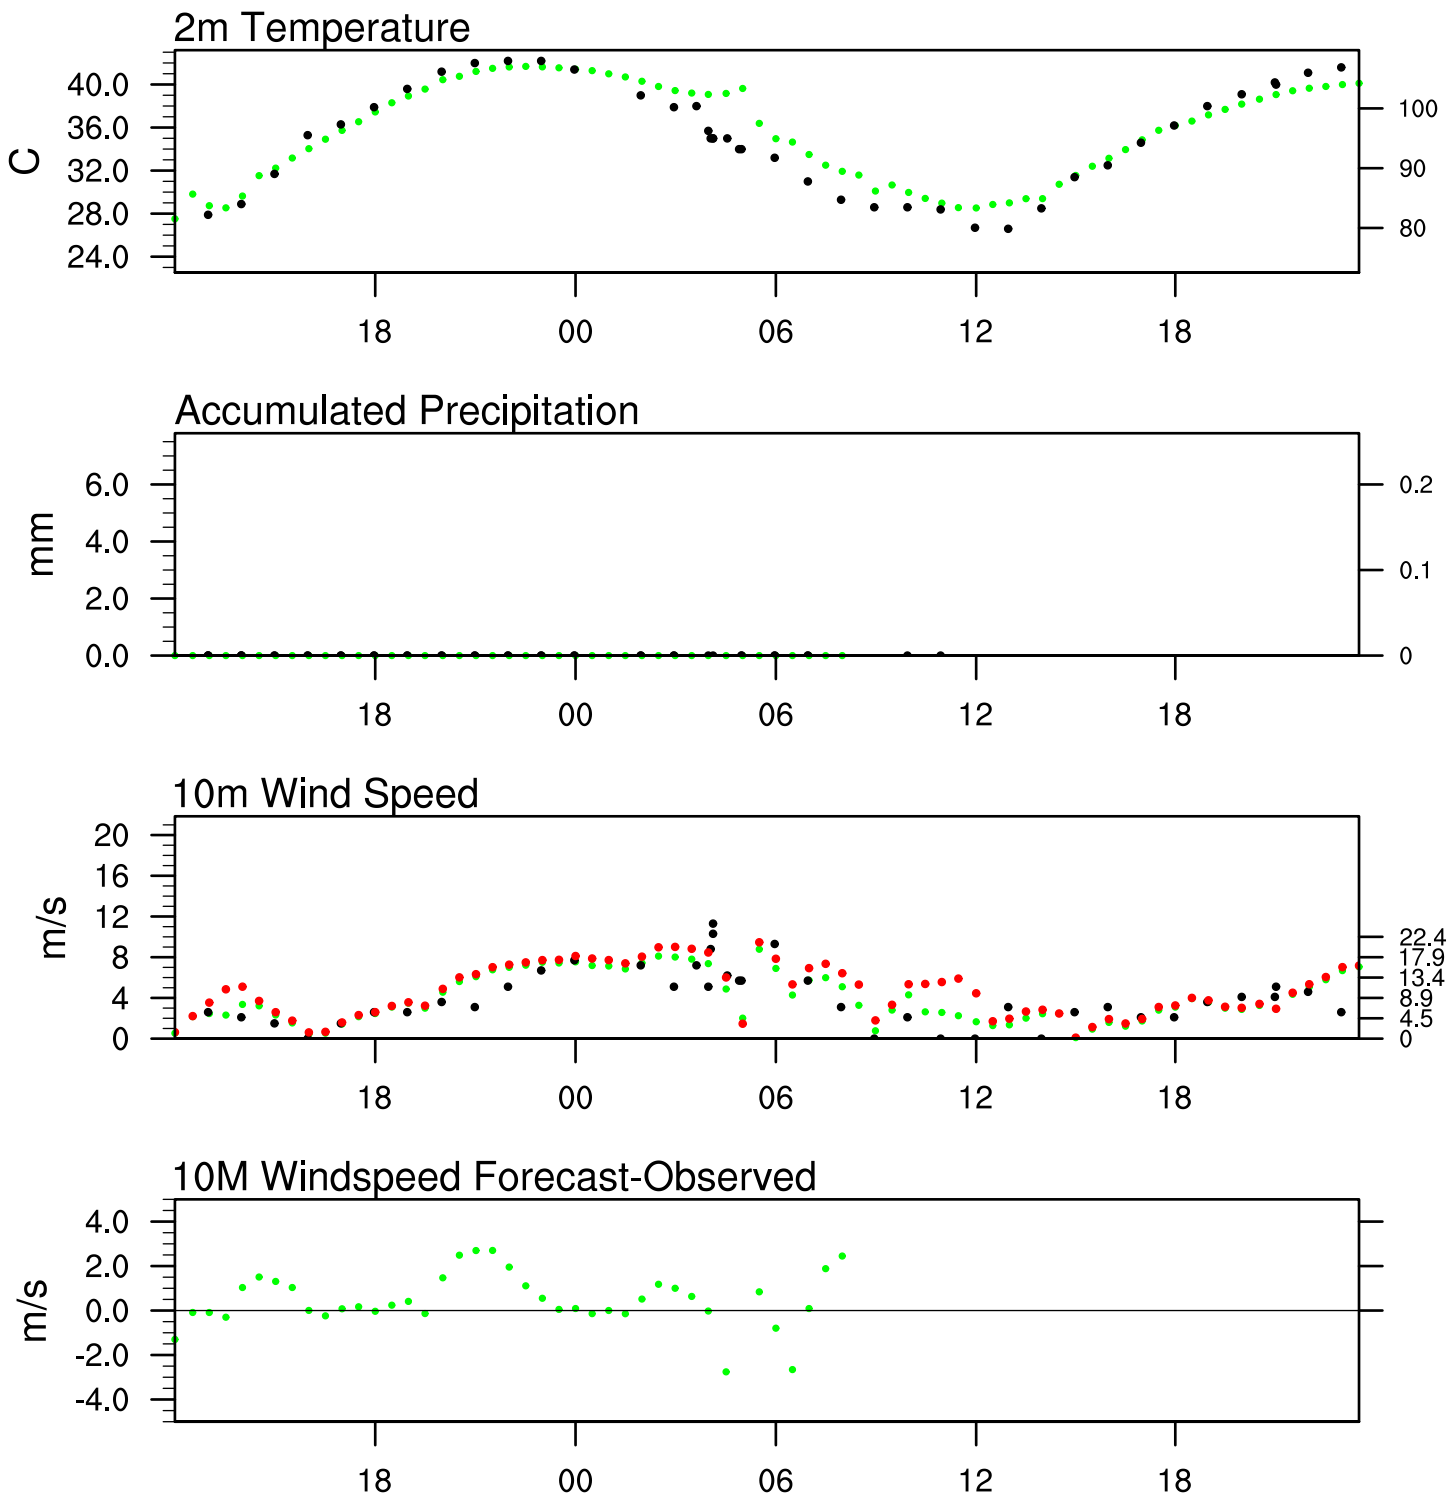 2m Temperature
40.0
36.0
32.0
28.0
24.0
C
100
90
80
18 00 06 12 18
Accumulated Precipitation
6.0
4.0
2.0
0.0
mm
0.2
0.1
0
18 00 06 12 18
10m Wind Speed
20
16
12
8
4
0
m/s
22.4
17.9
13.4
8.9
4.5
0
18 00 06 12 18
10M Windspeed Forecast-Observed
4.0
2.0
0.0
-2.0
-4.0
m/s
18 00 06 12 18